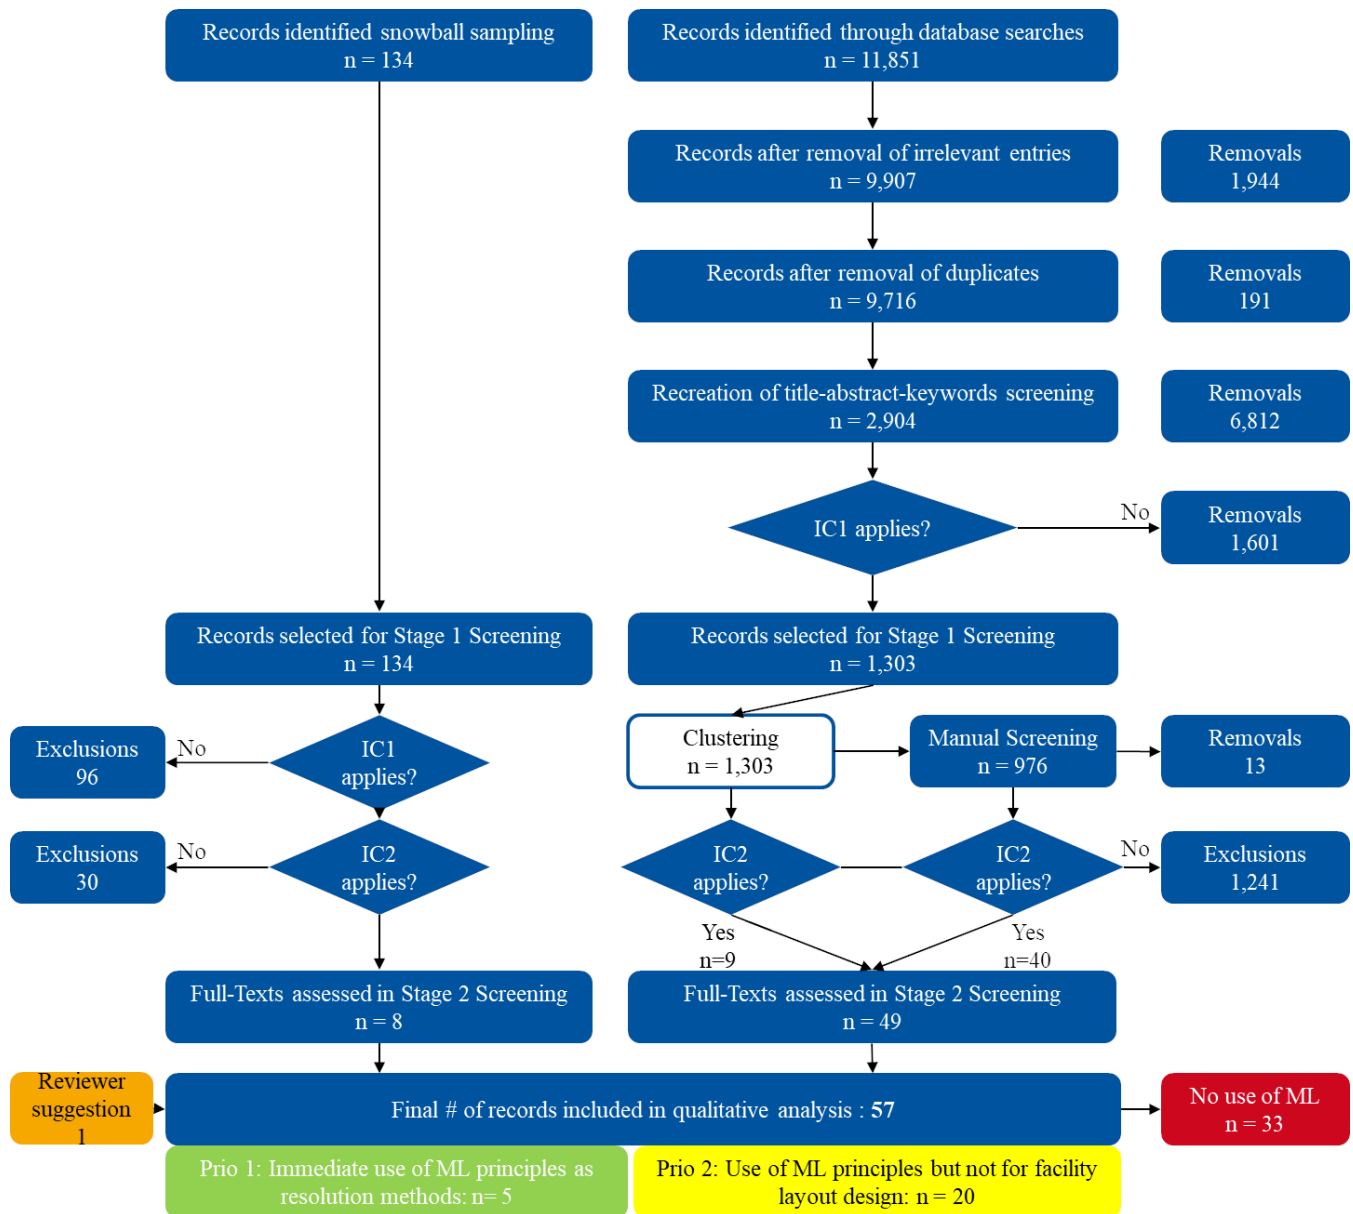 Records identified snowball sampling
n = 134
Records identified through database searches
n = 11,851
Records after removal of irrelevant entries
n = 9,907
Removals
1,944
Records after removal of duplicates
n = 9,716
Removals
191
Recreation of title-abstract-keywords screening
n = 2,904
Removals
6,812
IC1 applies?
No
Removals
1,601
Records selected for Stage 1 Screening
n = 134
Records selected for Stage 1 Screening
n = 1,303
Exclusions
96
No
IC1
applies?
Clustering
n = 1,303
Manual Screening
n = 976
Removals
13
Exclusions
30
No
IC2
applies?
IC2
applies?
IC2
applies?
No
Exclusions
1,241
Yes
n=9
Yes
n=40
Full-Texts assessed in Stage 2 Screening
n = 8
Full-Texts assessed in Stage 2 Screening
n = 49
Reviewer
suggestion
1
Final # of records included in qualitative analysis : 57
No use of ML
n = 33
Prio 1: Immediate use of ML principles as
resolution methods: n= 5
Prio 2: Use of ML principles but not for facility
layout design: n = 20